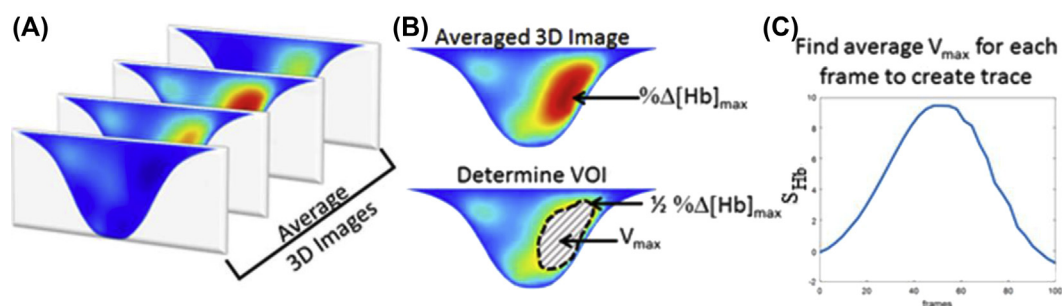 (A)
Average
3D Images
(B)
Averaged 3D Image
%Δ[Hb]max
Determine VOI
½ %Δ[Hb]max
Vmax
(C)
Find average Vmax for each
frame to create trace
SHb
10
8
6
4
2
0
0
20
40
60
80
100
frames